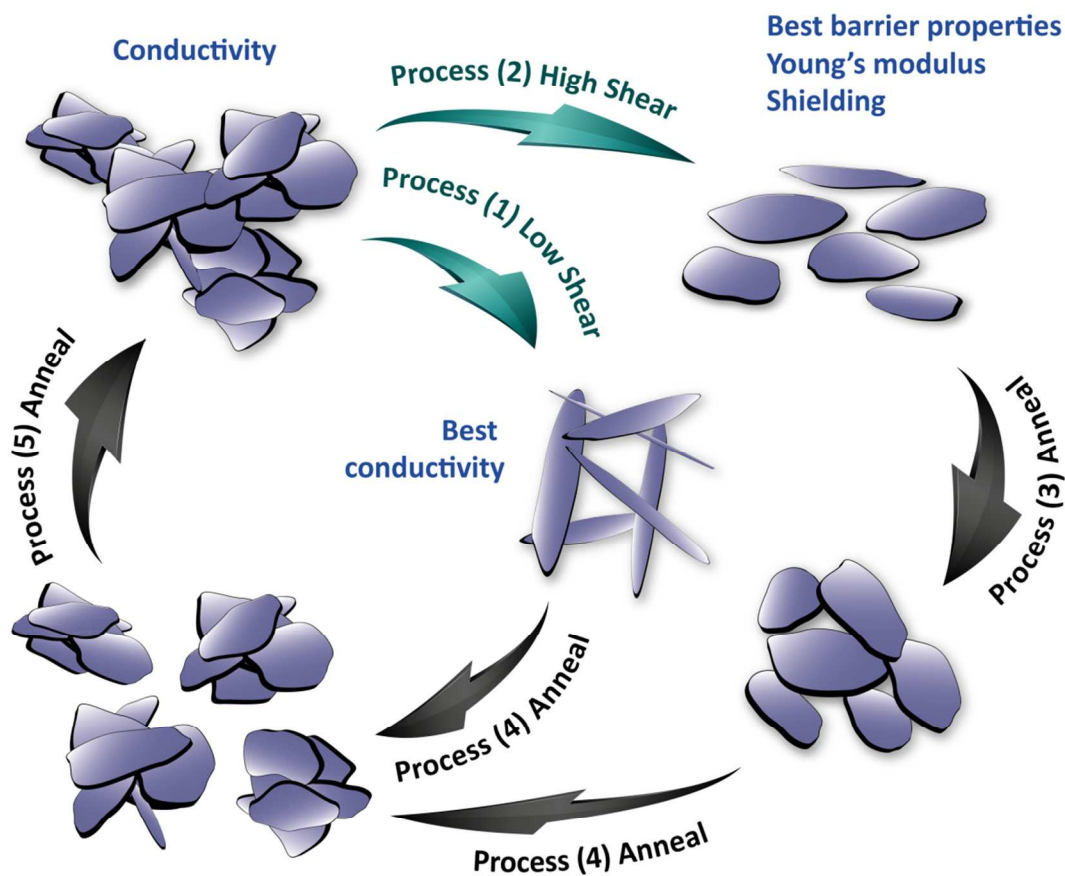 Conductivity
Best barrier properties
Young's modulus
Shielding
Process (2) High Shear
Process (1) Low Shear
Process (5) Anneal
Best
conductivity
Process (3) Anneal
Process (4) Anneal
Process (4) Anneal